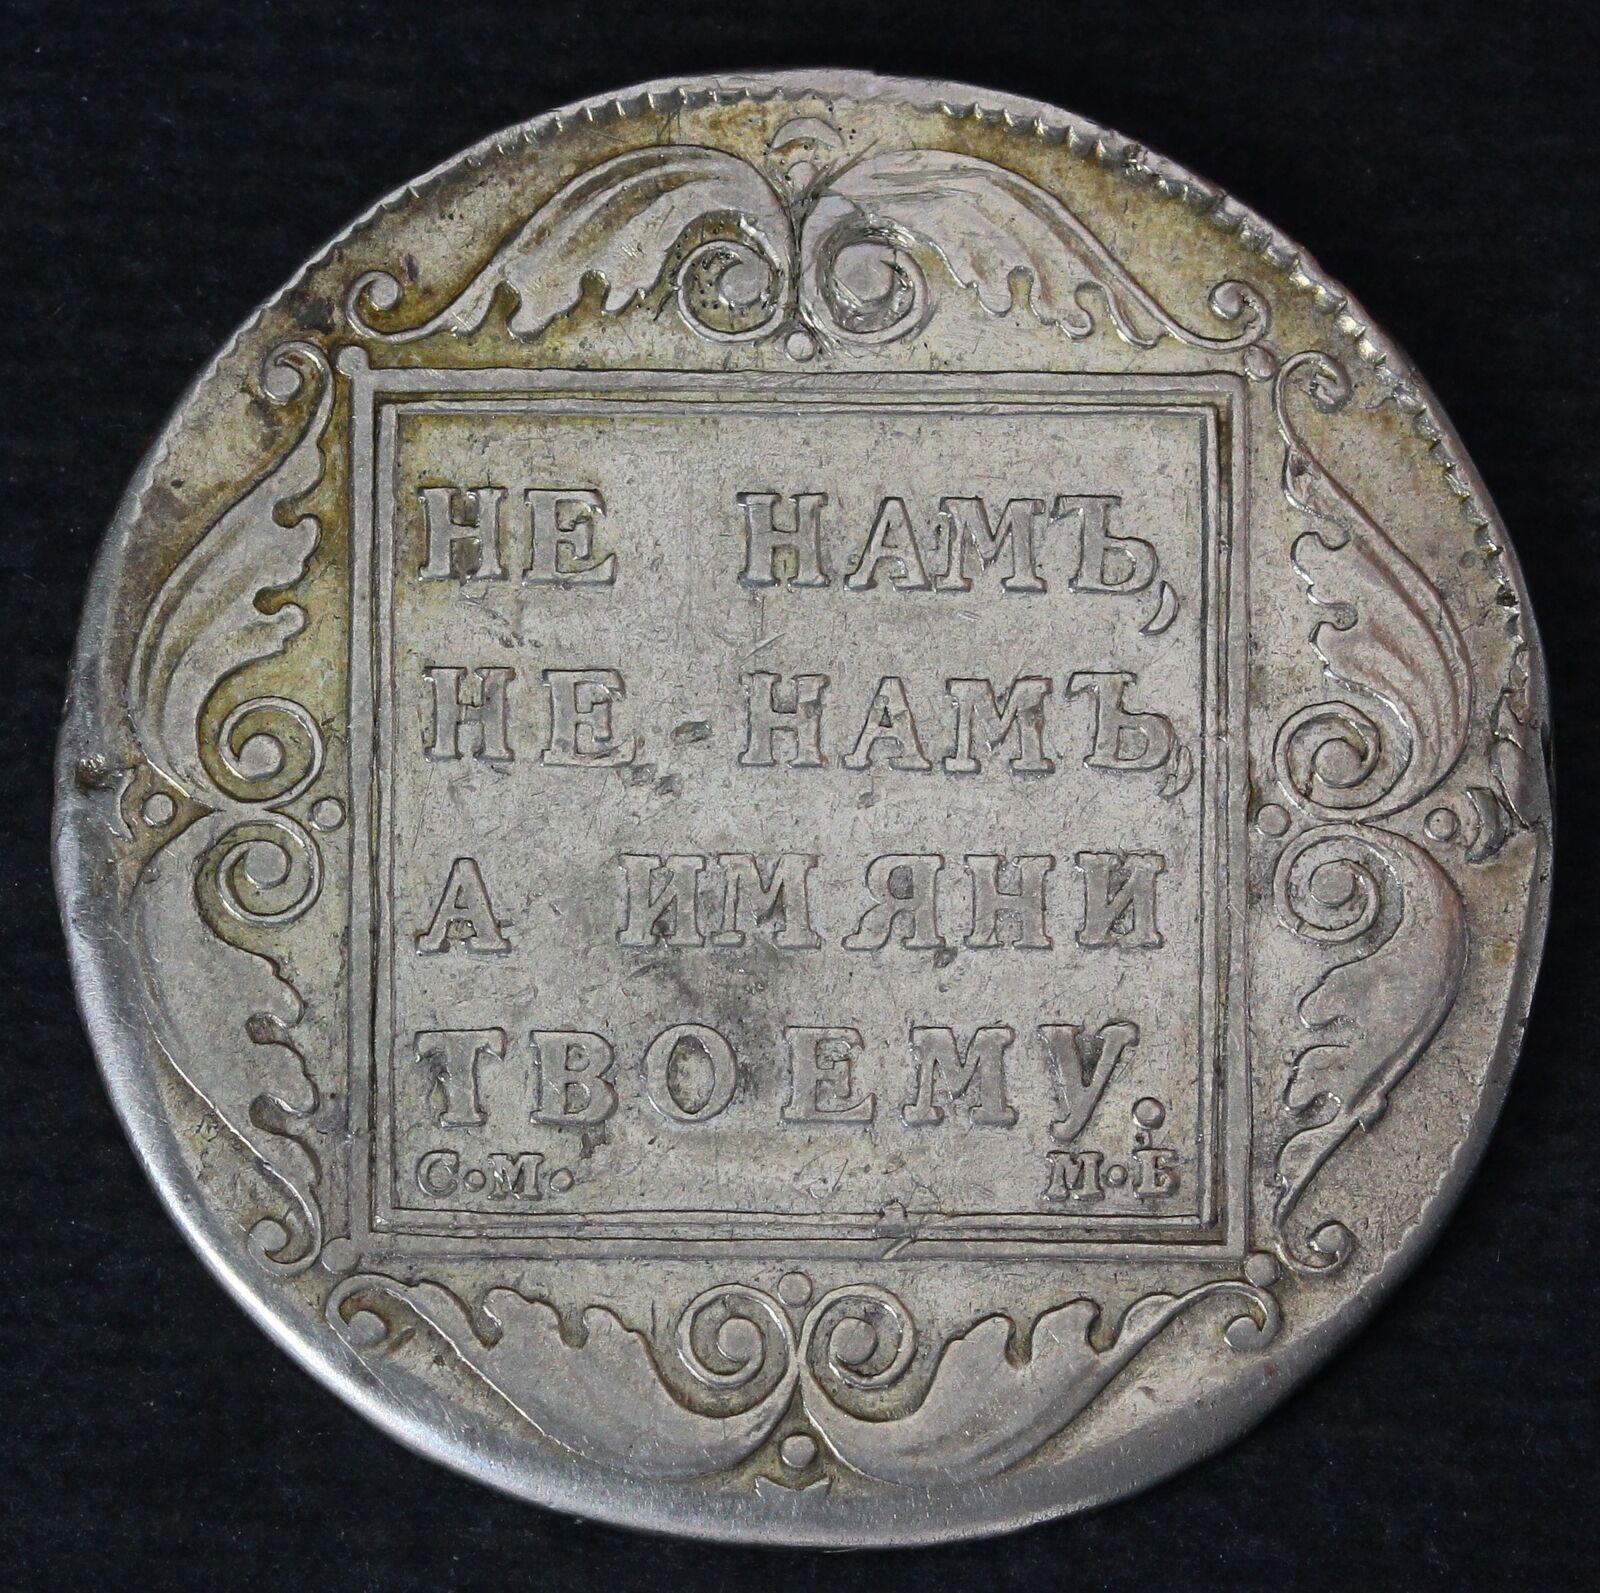 НЕ НАМЪ,
НЕ НАМЪ,
А ИМЯНИ
ТВОЕМУ.
С.М. М.Б